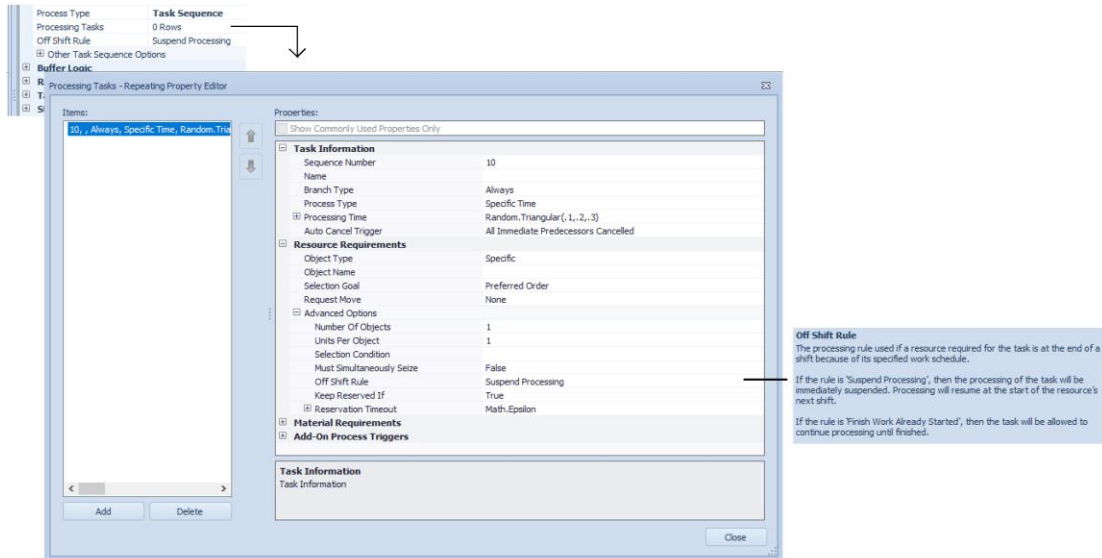 Process Type Task Sequence
Processing Tasks 0 Rows
Off Shift Rule Suspend Processing
Other Task Sequence Options
Buffer Logic
R
T
S
Processing Tasks - Repeating Property Editor
Items:
10, , Always, Specific Time, Random.Tria
Add Delete
Properties:
Show Commonly Used Properties Only
Task Information
Sequence Number 10
Name
Branch Type Always
Process Type Specific Time
Processing Time Random.Triangular(.1,.2,.3)
Auto Cancel Trigger All Immediate Predecessors Cancelled
Resource Requirements
Object Type Specific
Object Name
Selection Goal Preferred Order
Request Move None
Advanced Options
Number Of Objects 1
Units Per Object 1
Selection Condition
Must Simultaneously Seize False
Off Shift Rule Suspend Processing
Keep Reserved If True
Reservation Timeout Math.Epsilon
Material Requirements
Add-On Process Triggers
Task Information
Task Information
Close
Off Shift Rule
The processing rule used if a resource required for the task is at the end of a
shift because of its specified work schedule.
If the rule is 'Suspend Processing', then the processing of the task will be
immediately suspended. Processing will resume at the start of the resource's
next shift.
If the rule is 'Finish Work Already Started', then the task will be allowed to
continue processing until finished.